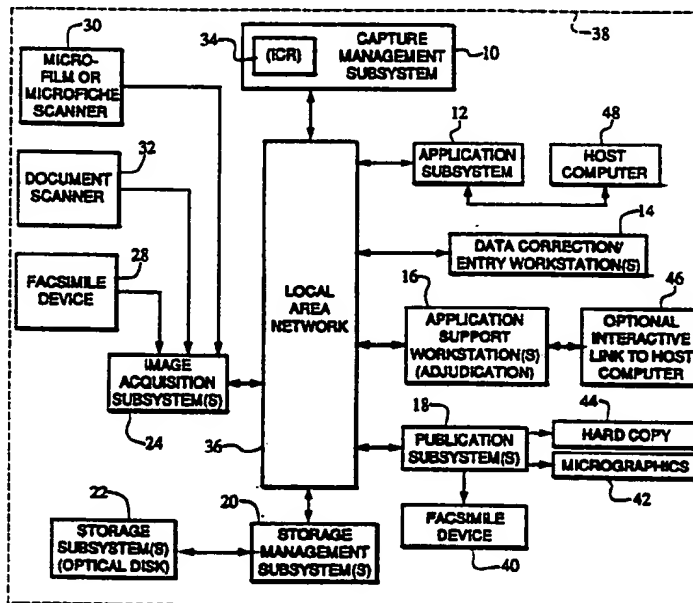 30
MICRO-
FILM OR
MICROFICHE
SCANNER
34
(ICR)
CAPTURE
MANAGEMENT
SUBSYSTEM
10
38
32
DOCUMENT
SCANNER
12
APPLICATION
SUBSYSTEM
48
HOST
COMPUTER
14
DATA CORRECTION/
ENTRY WORKSTATION(S)
28
FACSIMILE
DEVICE
LOCAL
AREA
NETWORK
36
16
APPLICATION
SUPPORT
WORKSTATION(S)
(ADJUDICATION)
46
OPTIONAL
INTERACTIVE
LINK TO HOST
COMPUTER
IMAGE
ACQUISITION
SUBSYSTEM(S)
24
18
PUBLICATION
SUBSYSTEM(S)
44
HARD COPY
MICROGRAPHICS
42
FACSIMILE
DEVICE
40
22
STORAGE
SUBSYSTEM(S)
(OPTICAL DISK)
20
STORAGE
MANAGEMENT
SUBSYSTEM(S)